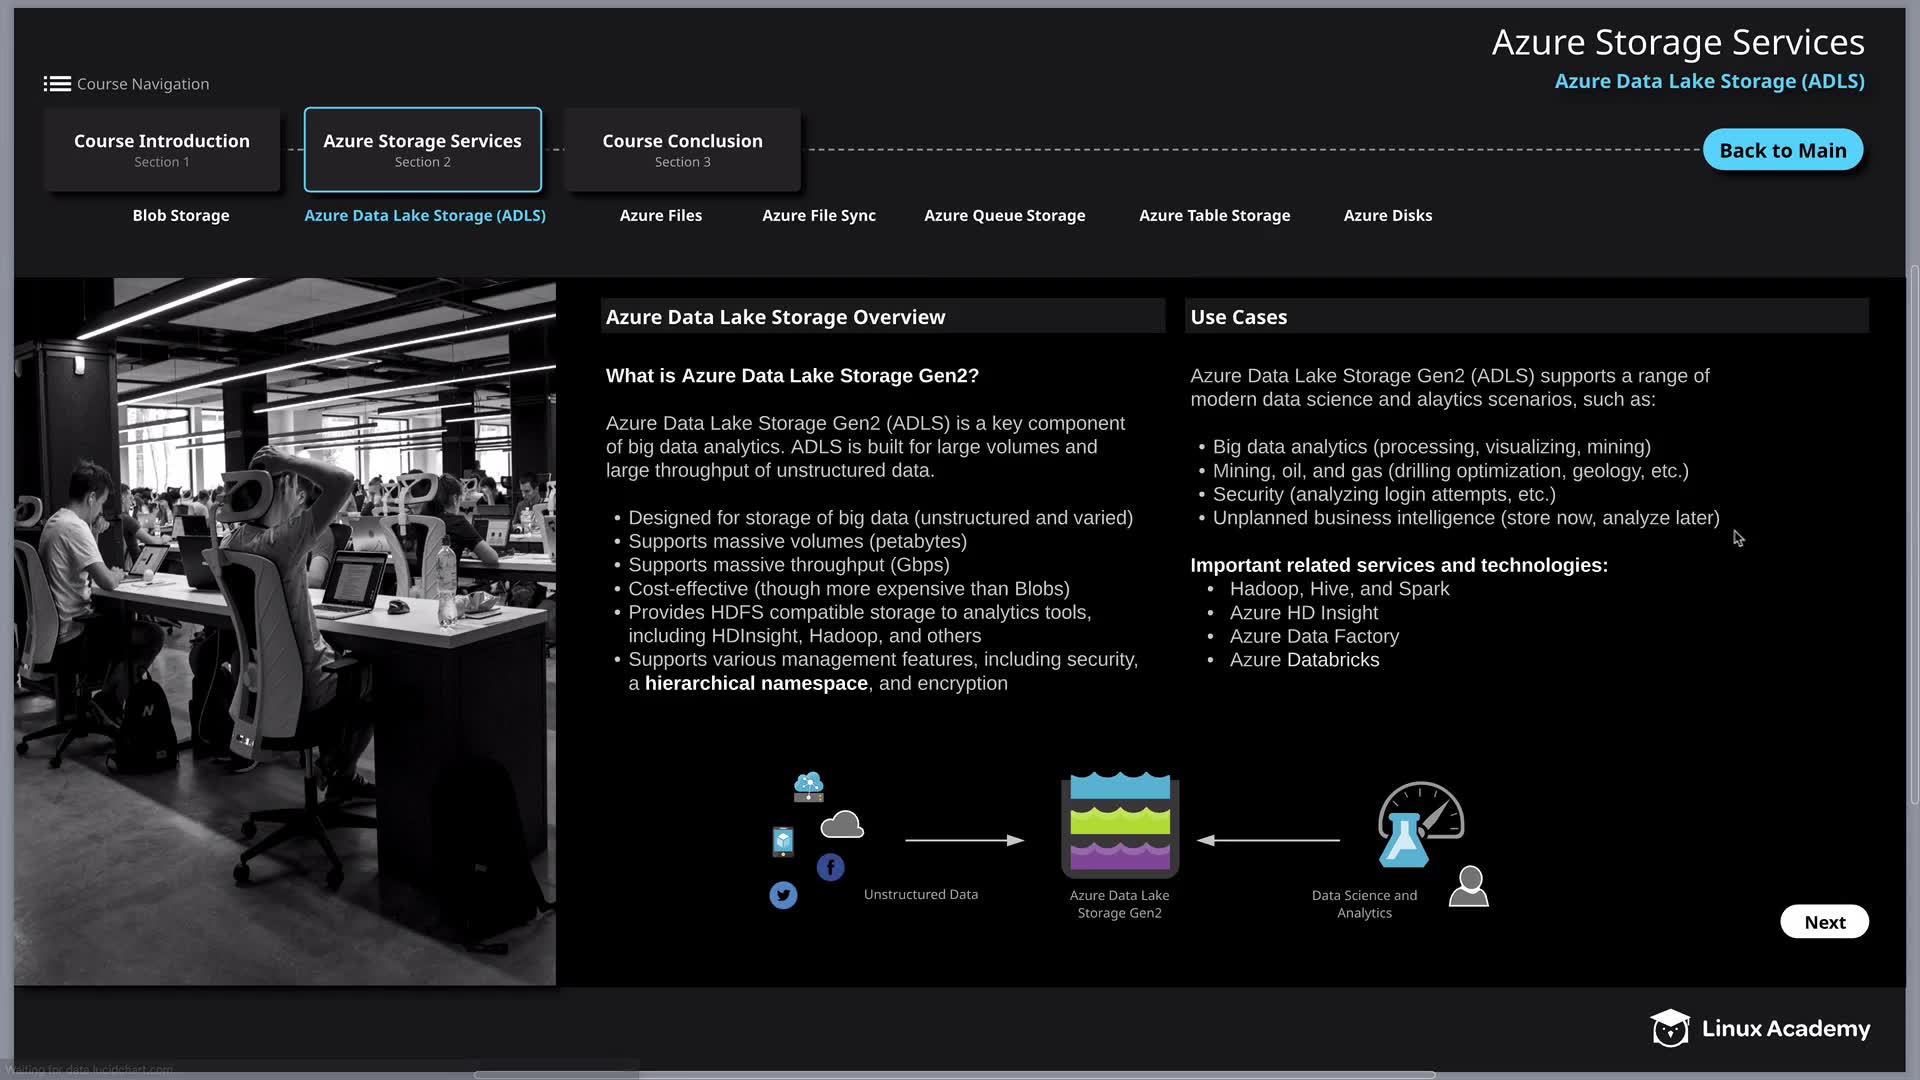 Azure Storage Services
Azure Data Lake Storage (ADLS)
Course Navigation
Course Introduction
Section 1
Azure Storage Services
Section 2
Course Conclusion
Section 3
Back to Main
Blob Storage
Azure Data Lake Storage (ADLS)
Azure Files
Azure File Sync
Azure Queue Storage
Azure Table Storage
Azure Disks
Azure Data Lake Storage Overview
What is Azure Data Lake Storage Gen2?
Azure Data Lake Storage Gen2 (ADLS) is a key component
of big data analytics. ADLS is built for large volumes and
large throughput of unstructured data.
• Designed for storage of big data (unstructured and varied)
• Supports massive volumes (petabytes)
• Supports massive throughput (Gbps)
• Cost-effective (though more expensive than Blobs)
• Provides HDFS compatible storage to analytics tools,
including HDInsight, Hadoop, and others
• Supports various management features, including security,
a hierarchical namespace, and encryption
Use Cases
Azure Data Lake Storage Gen2 (ADLS) supports a range of
modern data science and alaytics scenarios, such as:
• Big data analytics (processing, visualizing, mining)
• Mining, oil, and gas (drilling optimization, geology, etc.)
• Security (analyzing login attempts, etc.)
• Unplanned business intelligence (store now, analyze later)
Important related services and technologies:
• Hadoop, Hive, and Spark
• Azure HD Insight
• Azure Data Factory
• Azure Databricks
Unstructured Data
Azure Data Lake
Storage Gen2
Data Science and
Analytics
Next
Linux Academy
Waiting for data.lucidchart.com...